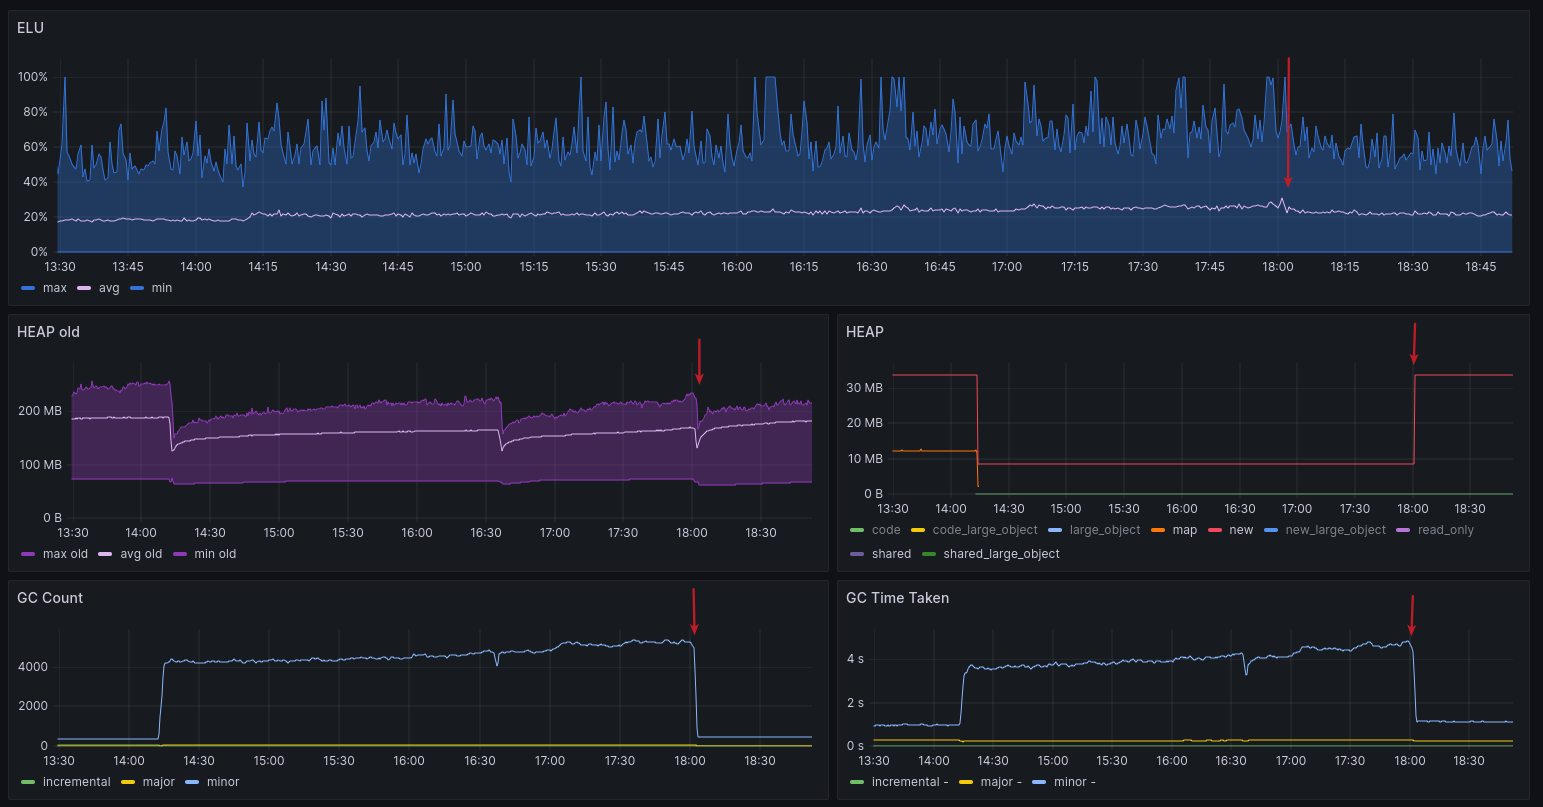 ELU
100%
80%
60%
40%
20%
0%
13:30 13:45 14:00 14:15 14:30 14:45 15:00 15:15 15:30 15:45 16:00 16:15 16:30 16:45 17:00 17:15 17:30 17:45 18:00 18:15 18:30 18:45
max avg min
HEAP old
200 MB
100 MB
0 B
13:30 14:00 14:30 15:00 15:30 16:00 16:30 17:00 17:30 18:00 18:30
max old avg old min old
HEAP
30 MB
20 MB
10 MB
0 B
13:30 14:00 14:30 15:00 15:30 16:00 16:30 17:00 17:30 18:00 18:30
code code_large_object large_object map new new_large_object read_only
shared shared_large_object
GC Count
4000
2000
0
13:30 14:00 14:30 15:00 15:30 16:00 16:30 17:00 17:30 18:00 18:30
incremental major minor
GC Time Taken
4 s
2 s
0 s
13:30 14:00 14:30 15:00 15:30 16:00 16:30 17:00 17:30 18:00 18:30
incremental - major - minor -